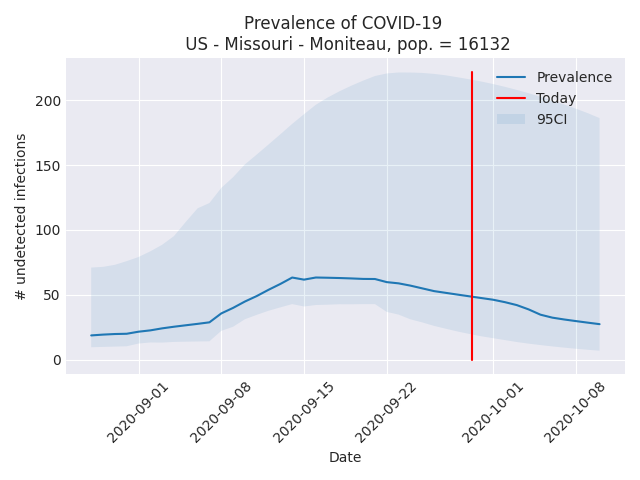 Prevalence of COVID-19
US - Missouri - Moniteau, pop. = 16132
# undetected infections
200
150
100
50
0
Prevalence
Today
95CI
2020-09-01
2020-09-08
2020-09-15
2020-09-22
2020-10-01
2020-10-08
Date